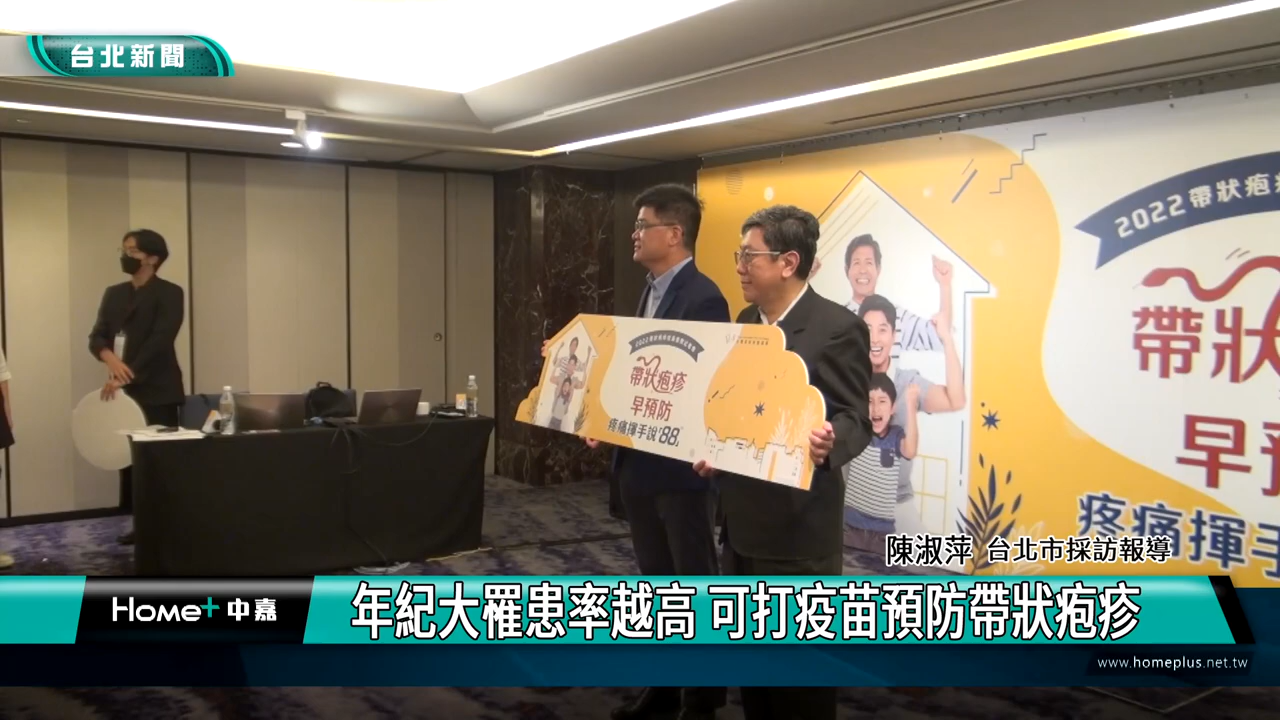 台北新聞
2022帶狀疱
帶狀
早預
疼痛揮手
帶狀疱疹
早預防
疼痛揮手說「88」
陳淑萍 台北市採訪報導
Home+中嘉
年紀大罹患率越高 可打疫苗預防帶狀疱疹
www.homeplus.net.tw